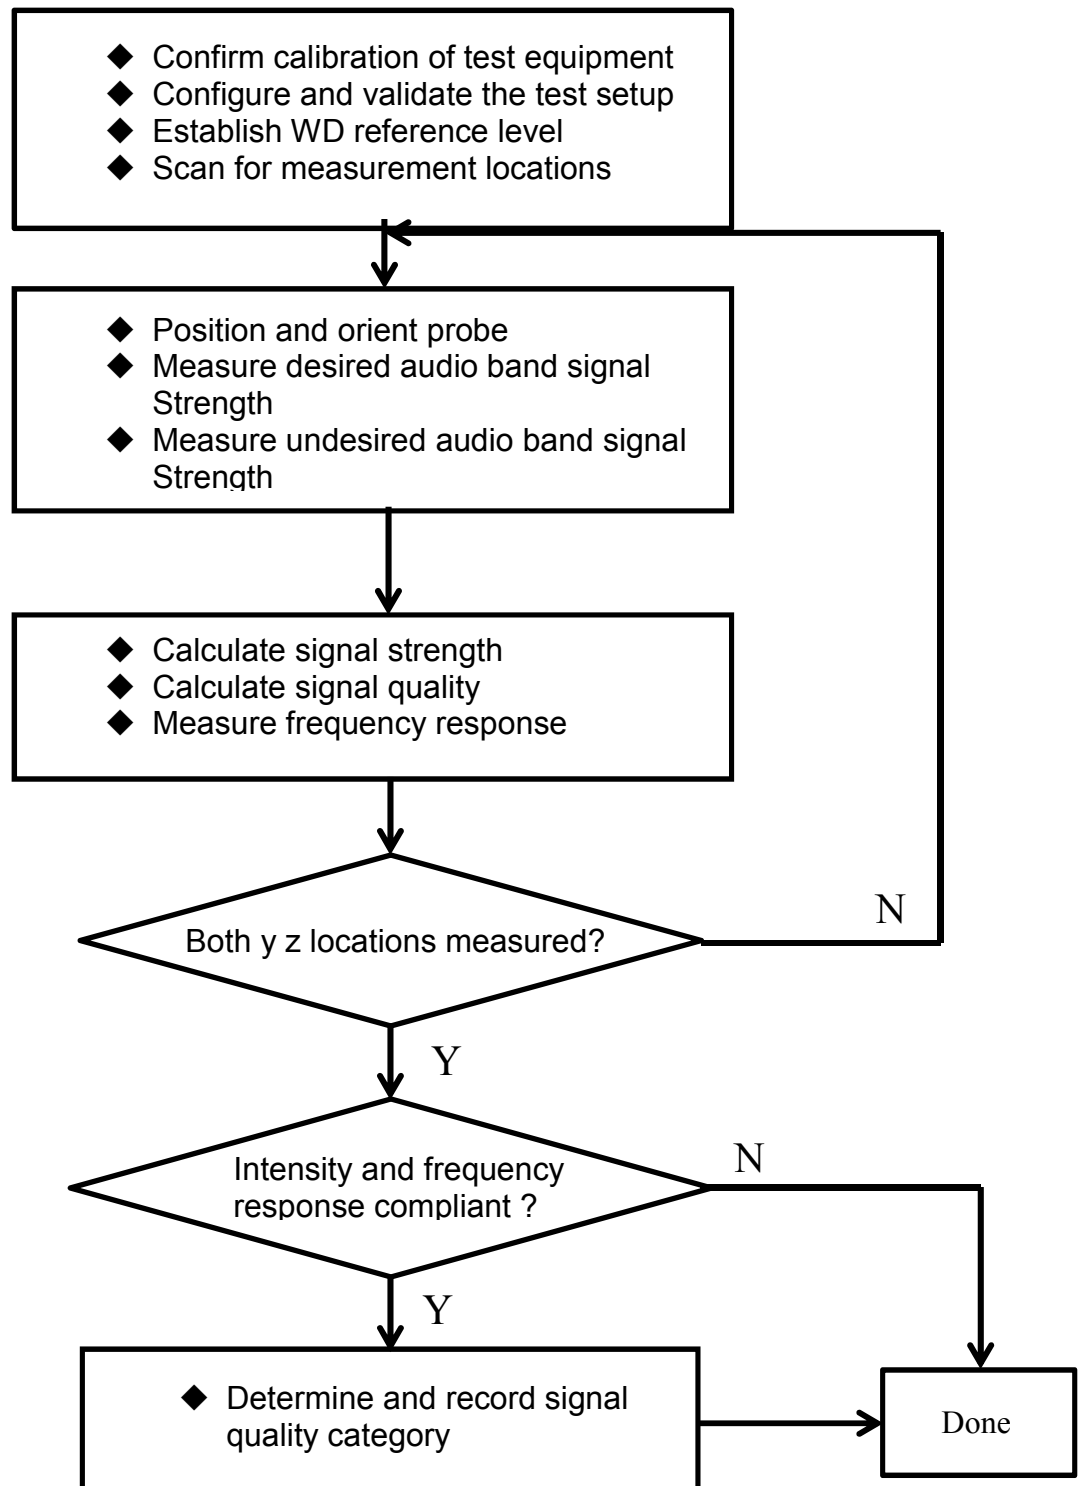 ◆ Confirm calibration of test equipment
◆ Configure and validate the test setup
◆ Establish WD reference level
◆ Scan for measurement locations
◆ Position and orient probe
◆ Measure desired audio band signal
Strength
◆ Measure undesired audio band signal
Strength
◆ Calculate signal strength
◆ Calculate signal quality
◆ Measure frequency response
Both y z locations measured?
N
Y
Intensity and frequency
response compliant ?
N
Y
◆ Determine and record signal
quality category
Done